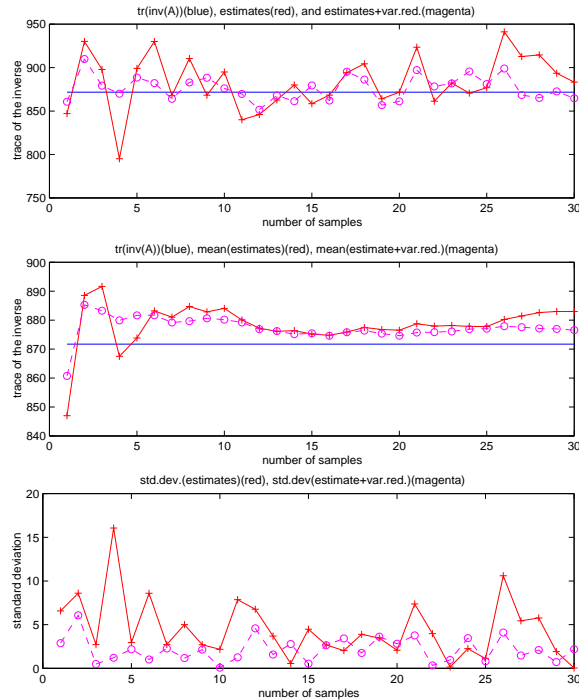 tr(inv(A))(blue), estimates(red), and estimates+var.red.(magenta)
950
900
850
800
750
trace of the inverse
0 5 10 15 20 25 30
number of samples
tr(inv(A))(blue), mean(estimates)(red), mean(estimate+var.red.)(magenta)
900
890
880
870
860
850
840
trace of the inverse
0 5 10 15 20 25 30
number of samples
std.dev.(estimates)(red), std.dev(estimate+var.red.)(magenta)
20
15
10
5
0
standard deviation
0 5 10 15 20 25 30
number of samples